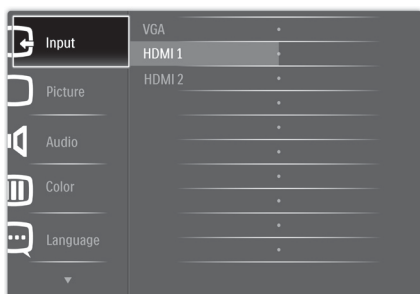 Input
Picture
Audio
Color
Language
VGA
HDMI 1
HDMI 2